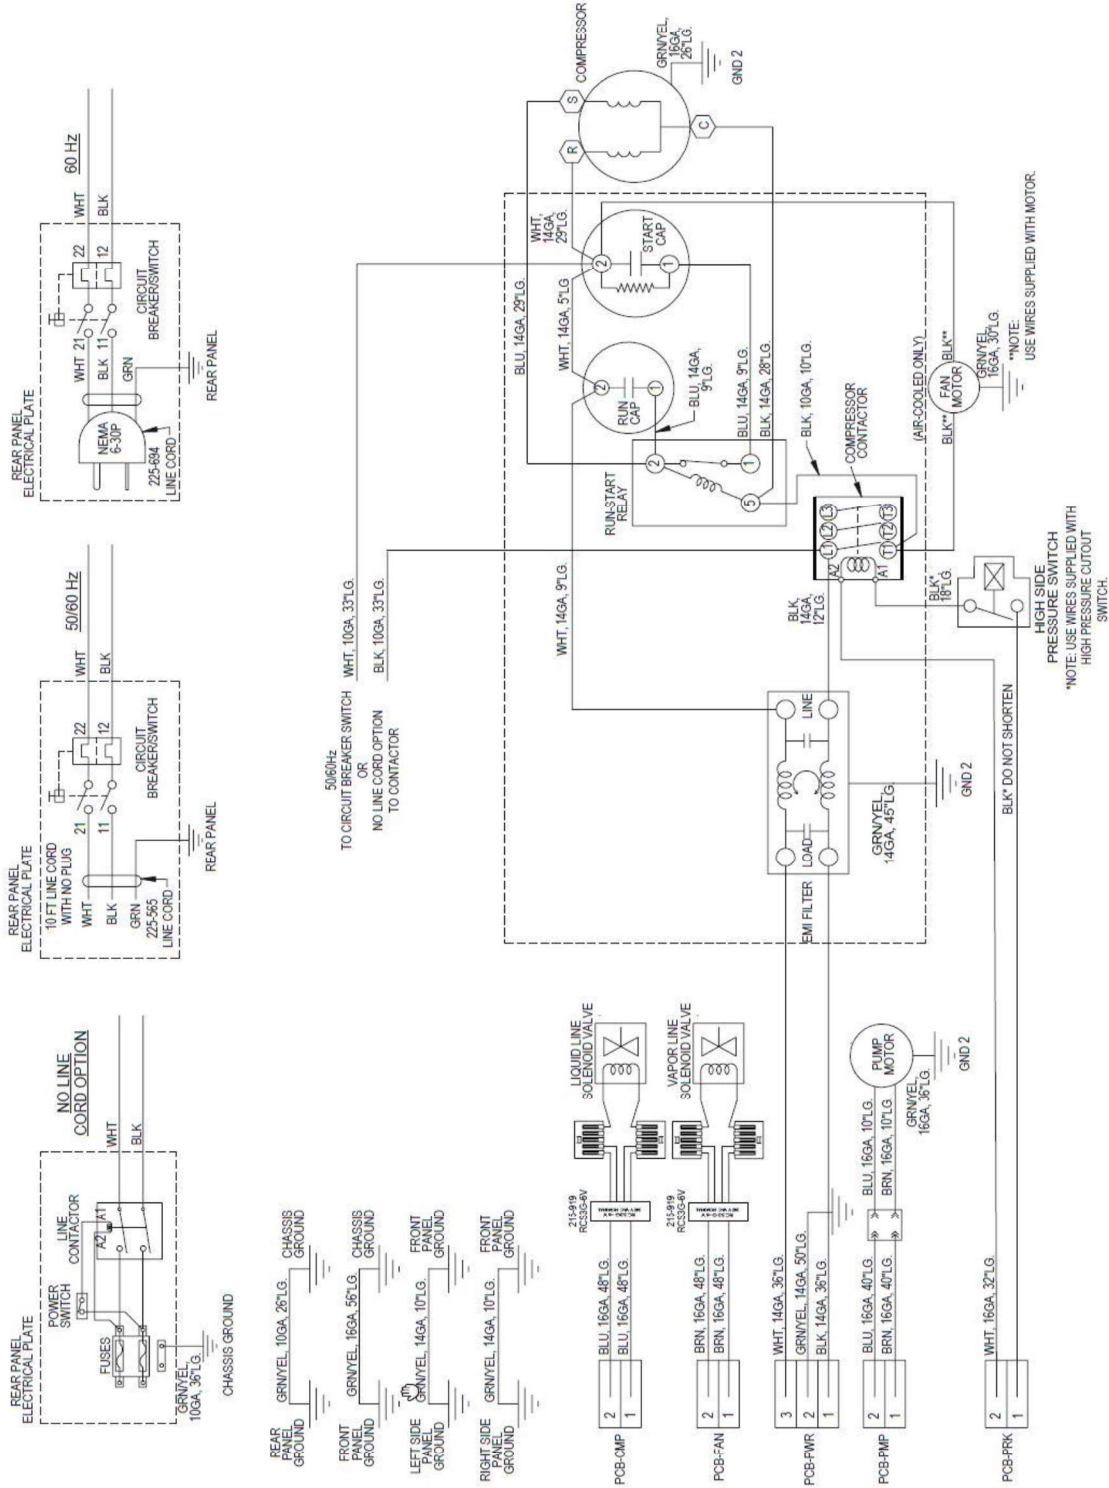 REAR PANEL
ELECTRICAL PLATE
POWER
SWITCH
LINE
CONTACTOR
A2
A1
FUSES
GRN/YEL,
10GA, 36"LG.
CHASSIS GROUND
NO LINE
CORD OPTION
WHT
BLK
REAR PANEL
ELECTRICAL PLATE
10 FT LINE CORD
WITH NO PLUG
WHT
BLK
GRN
225-565
LINE CORD
21
11
22
12
CIRCUIT
BREAKER/SWITCH
REAR PANEL
WHT
BLK
50/60 Hz
REAR PANEL
ELECTRICAL PLATE
NEMA
6-30P
225-694
LINE CORD
WHT 21
BLK 11
GRN
22
12
CIRCUIT
BREAKER/SWITCH
REAR PANEL
WHT
BLK
60 Hz
REAR
PANEL
GROUND
GRN/YEL, 10GA, 26"LG.
CHASSIS
GROUND
FRONT
PANEL
GROUND
GRN/YEL, 16GA, 56"LG.
CHASSIS
GROUND
LEFT SIDE
PANEL
GROUND
GRN/YEL, 14GA, 10"LG.
FRONT
PANEL
GROUND
RIGHT SIDE
PANEL
GROUND
GRN/YEL, 14GA, 10"LG.
FRONT
PANEL
GROUND
50/60Hz
TO CIRCUIT BREAKER SWITCH
OR
NO LINE CORD OPTION
TO CONTACTOR
WHT, 10GA, 33"LG.
BLK, 10GA, 33"LG.
PCB-CMP
2
1
BLU, 16GA, 48"LG.
BLU, 16GA, 48"LG.
215-919
RCS3G-6V
LIQUID LINE
SOLENOID VALVE
PCB-FAN
2
1
BRN, 16GA, 48"LG.
BRN, 16GA, 48"LG.
215-919
RCS3G-6V
VAPOR LINE
SOLENOID VALVE
PCB-PWR
3
2
1
WHT, 14GA, 36"LG.
GRN/YEL, 14GA, 50"LG.
BLK, 14GA, 36"LG.
PCB-PMP
2
1
BLU, 16GA, 40"LG.
BRN, 16GA, 40"LG.
BLU, 16GA, 10"LG.
BRN, 16GA, 10"LG.
PUMP
MOTOR
GRN/YEL,
16GA, 36"LG.
GND 2
PCB-PRK
2
1
WHT, 16GA, 32"LG.
BLK* DO NOT SHORTEN
EMI FILTER
LOAD
LINE
GRN/YEL,
14GA, 45"LG.
GND 2
WHT, 14GA, 9"LG.
BLK,
14GA,
12"LG.
BLK*
18"LG.
HIGH SIDE
PRESSURE SWITCH
*NOTE: USE WIRES SUPPLIED WITH
HIGH PRESSURE CUTOUT
SWITCH.
A2
A1
L1
L2
L3
T1
T2
T3
COMPRESSOR
CONTACTOR
BLK, 10GA, 10"LG.
RUN-START
RELAY
2
1
5
BLU, 14GA, 29"LG.
WHT, 14GA, 5"LG
RUN
CAP
2
1
BLU, 14GA,
9"LG.
BLU, 14GA, 9"LG.
BLK, 14GA, 28"LG.
START
CAP
2
1
WHT,
14GA,
29"LG.
COMPRESSOR
R
S
C
GRN/YEL,
16GA,
26"LG.
GND 2
(AIR-COOLED ONLY)
BLK**
FAN
MOTOR
BLK**
GRN/YEL
16GA, 30"LG.
**NOTE:
USE WIRES SUPPLIED WITH MOTOR.